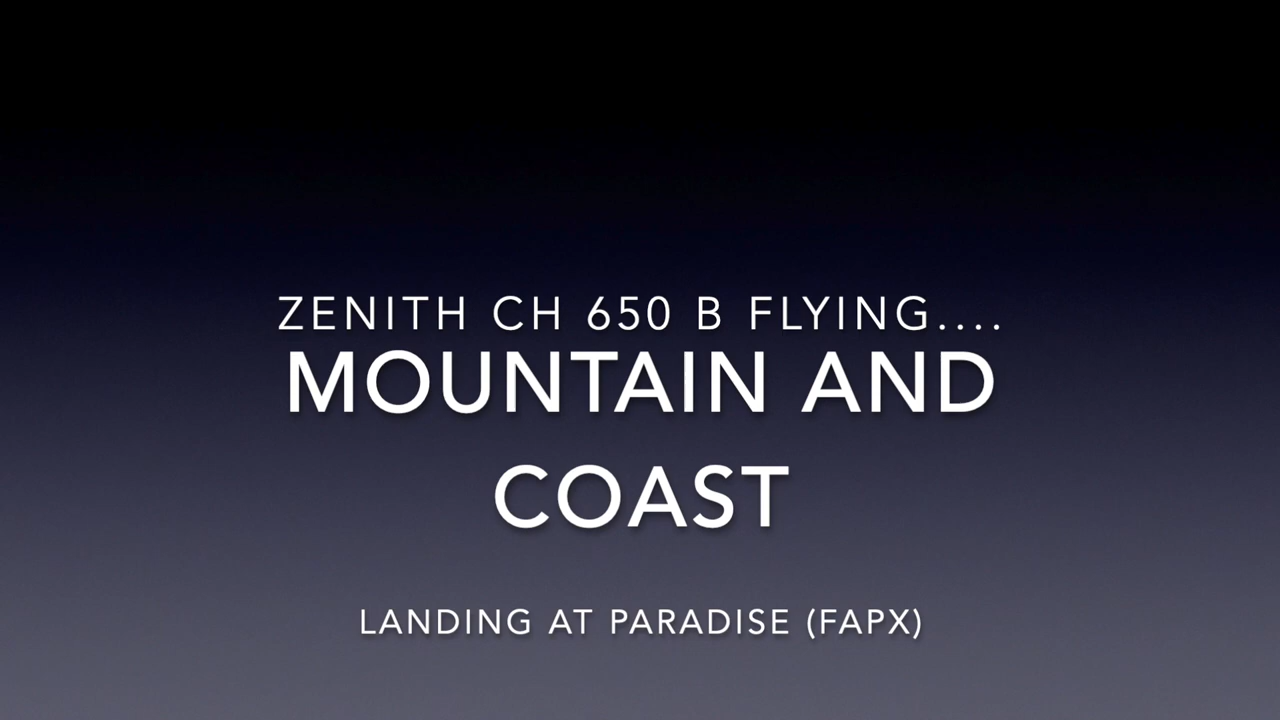 ZENITH CH 650 B FLYING....
MOUNTAIN AND
COAST
LANDING AT PARADISE (FAPX)